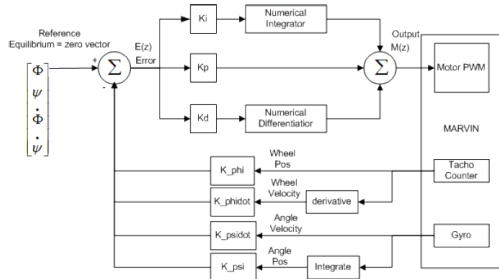 Reference
Equilibrium = zero vector
Φ
ψ
Φ̇
ψ̇
+
-
Σ
E(z)
Error
Ki
Numerical
Integrator
Kp
Kd
Numerical
Differentiatior
Σ
Output
M(z)
Motor PWM
MARVIN
Tacho
Counter
Gyro
Wheel
Pos
K_phi
Wheel
Velocity
K_phidot
derivative
Angle
Velocity
K_psidot
Angle
Pos
K_psi
Integrate